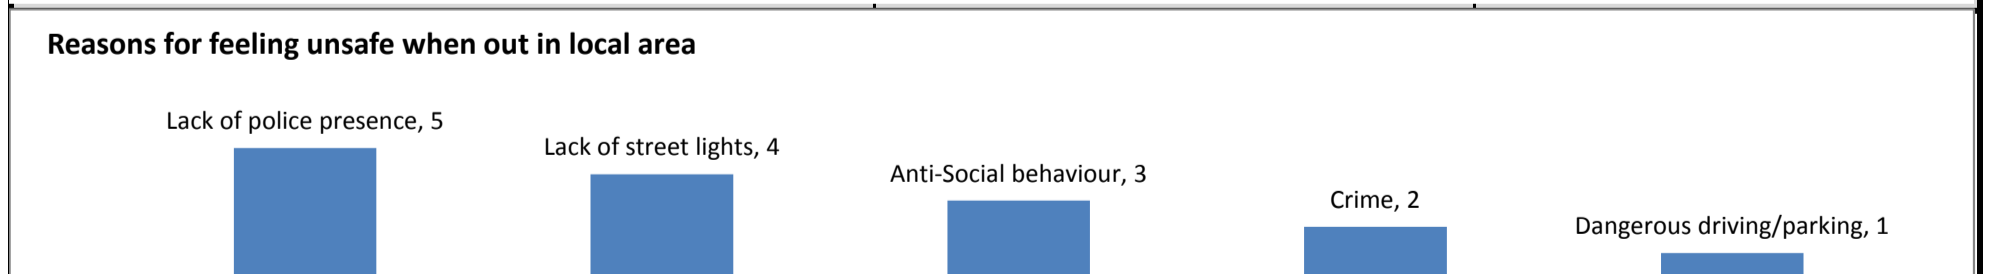 Reasons for feeling unsafe when out in local area
Lack of police presence, 5
Lack of street lights, 4
Anti-Social behaviour, 3
Crime, 2
Dangerous driving/parking, 1